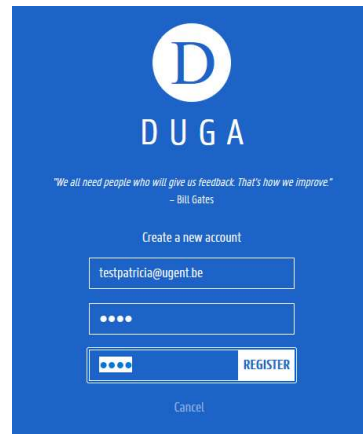 D
DUGA
"We all need people who will give us feedback. That's how we improve."
– Bill Gates
Create a new account
testpatricia@ugent.be
●●●●
●●●● REGISTER
Cancel